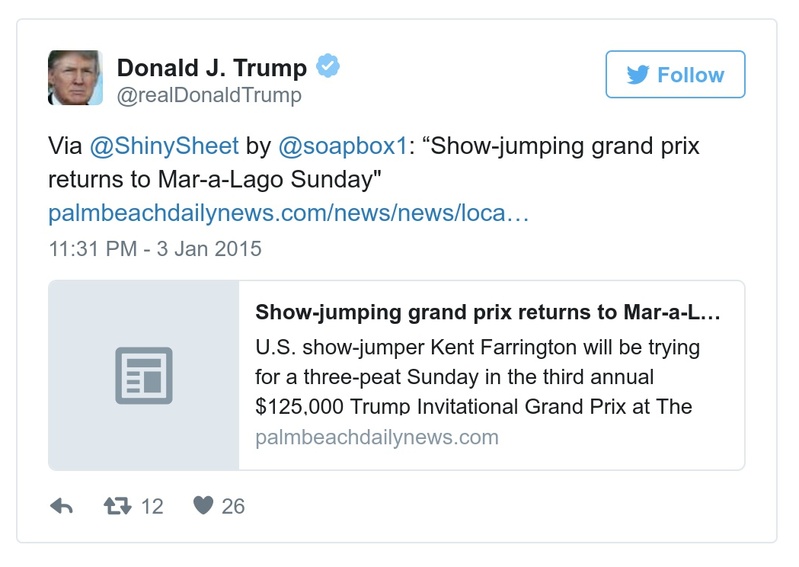 Donald J. Trump
@realDonaldTrump
Follow
Via @ShinySheet by @soapbox1: “Show-jumping grand prix
returns to Mar-a-Lago Sunday"
palmbeachdailynews.com/news/news/loca…
11:31 PM - 3 Jan 2015
Show-jumping grand prix returns to Mar-a-L…
U.S. show-jumper Kent Farrington will be trying
for a three-peat Sunday in the third annual
$125,000 Trump Invitational Grand Prix at The
palmbeachdailynews.com
12 26